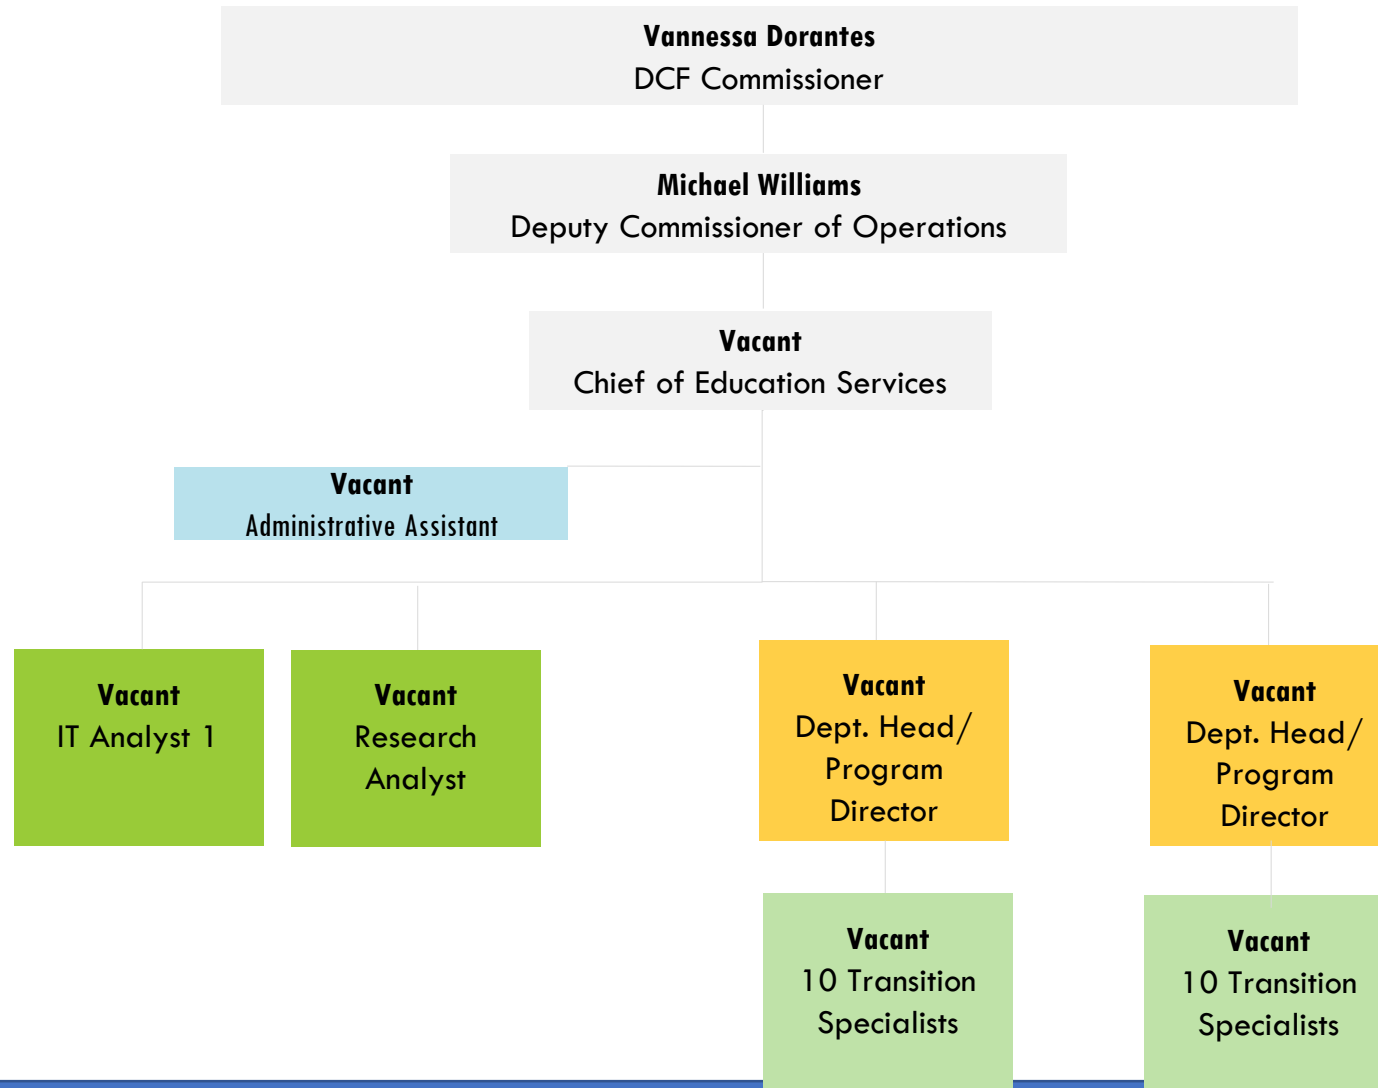 Vannessa Dorantes
DCF Commissioner
Michael Williams
Deputy Commissioner of Operations
Vacant
Chief of Education Services
Vacant
Administrative Assistant
Vacant
IT Analyst 1
Vacant
Research
Analyst
Vacant
Dept. Head/
Program
Director
Vacant
Dept. Head/
Program
Director
Vacant
10 Transition
Specialists
Vacant
10 Transition
Specialists